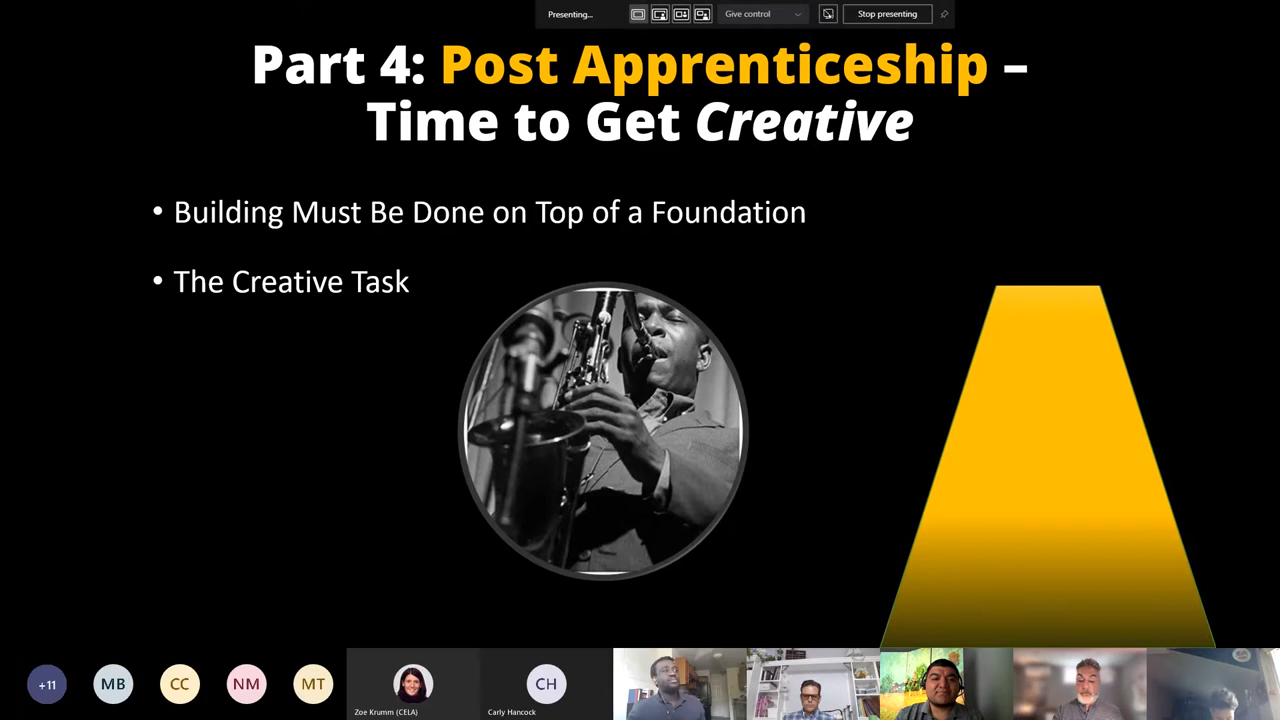 Presenting...
Give control
Stop presenting
Part 4: Post Apprenticeship –
Time to Get Creative
• Building Must Be Done on Top of a Foundation
• The Creative Task
+11
MB
CC
NM
MT
Zoe Krumm (CELA)
CH
Carly Hancock